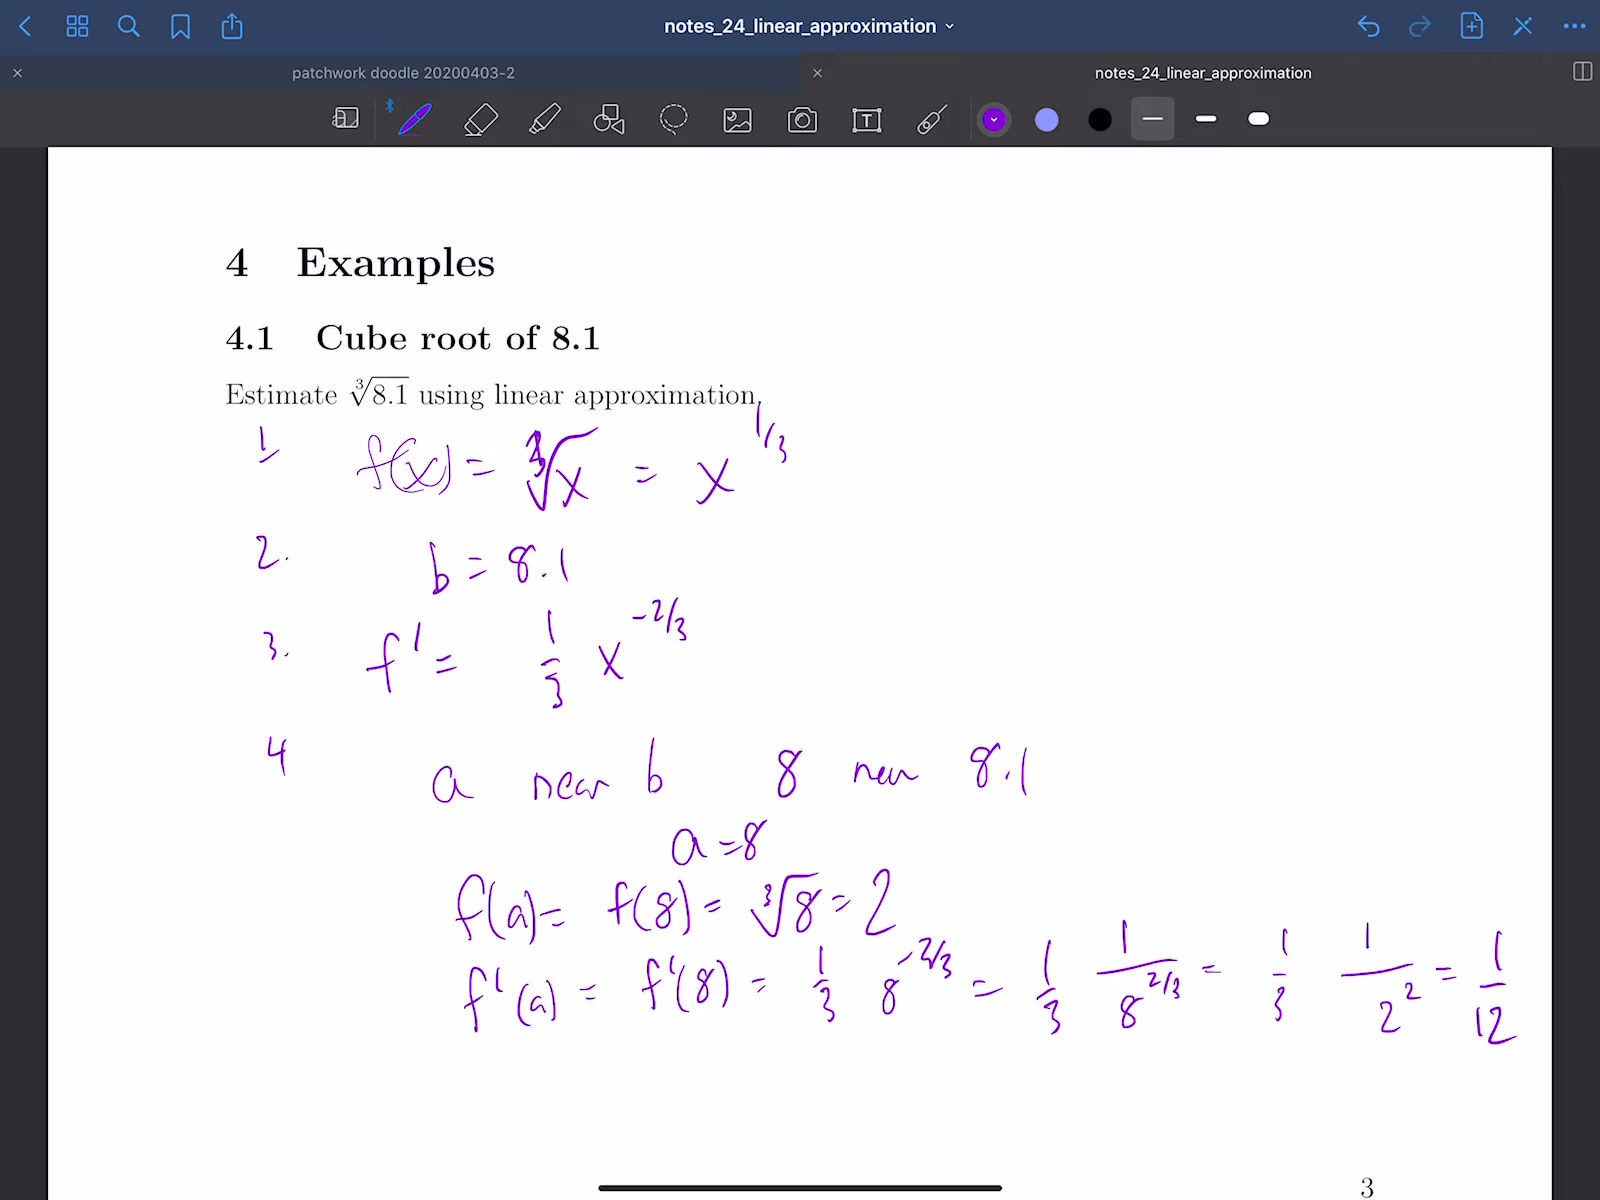 notes_24_linear_approximation
patchwork doodle 20200403-2
notes_24_linear_approximation
4 Examples
4.1 Cube root of 8.1
Estimate ∛8.1 using linear approximation.
1 f(x) = ∛x = x^1/3
2. b = 8.1
3. f' = 1/3 x^-2/3
4 a near b 8 near 8.1
a = 8
f(a) = f(8) = ∛8 = 2
f'(a) = f'(8) = 1/3 8^-2/3 = 1/3 1/8^2/3 = 1/3 1/2^2 = 1/12
3